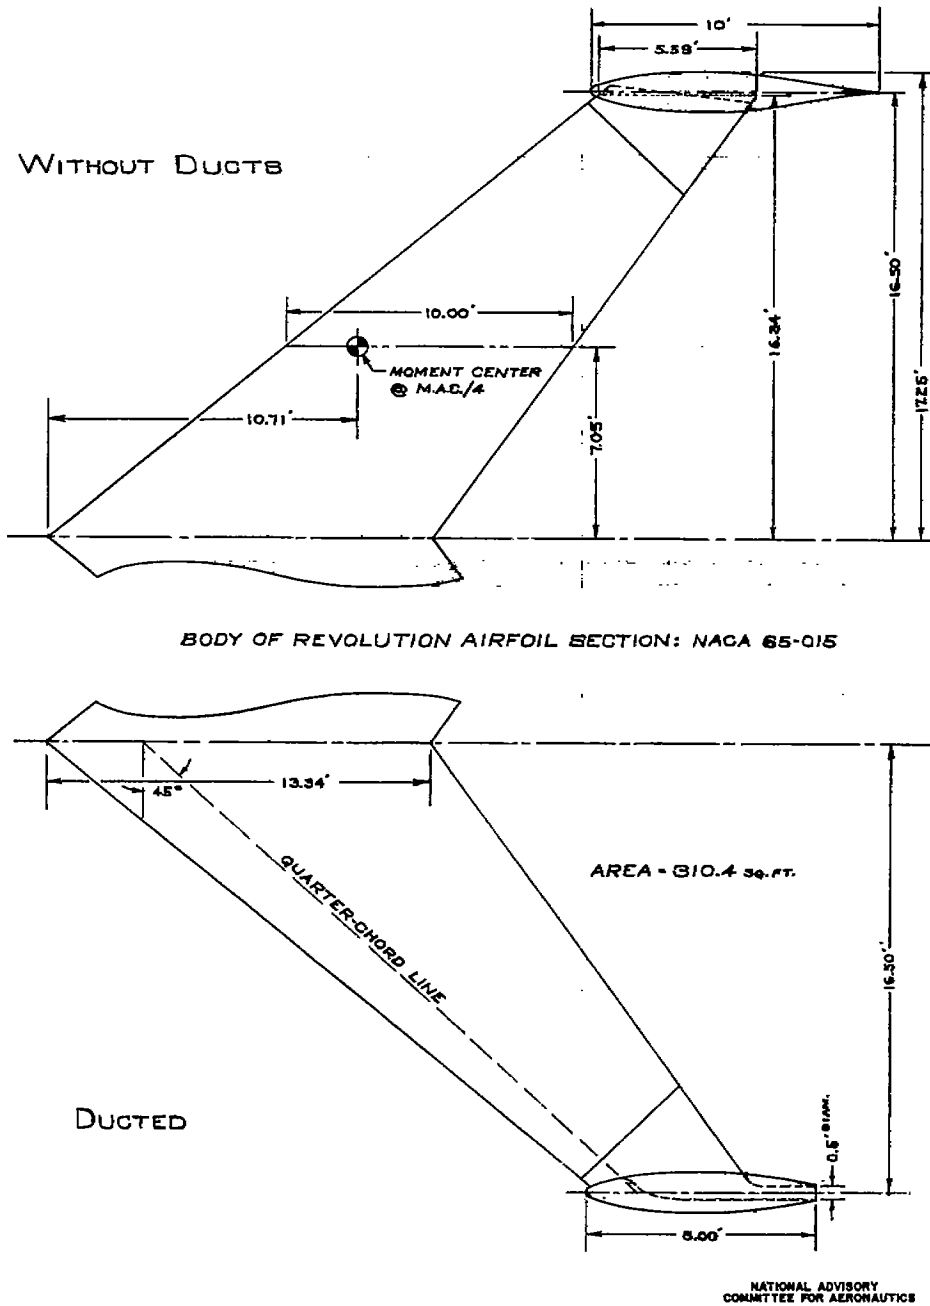 10'
5.58'
WITHOUT DUCTS
10.00'
MOMENT CENTER
@ M.A.C./4
10.71'
7.05'
16.34'
16.50'
17.25'
BODY OF REVOLUTION AIRFOIL SECTION: NACA 65-015
13.34'
45°
QUARTER-CHORD LINE
AREA = 310.4 SQ. FT.
16.50'
DUCTED
0.5' DIAM.
8.00'
NATIONAL ADVISORY
COMMITTEE FOR AERONAUTICS